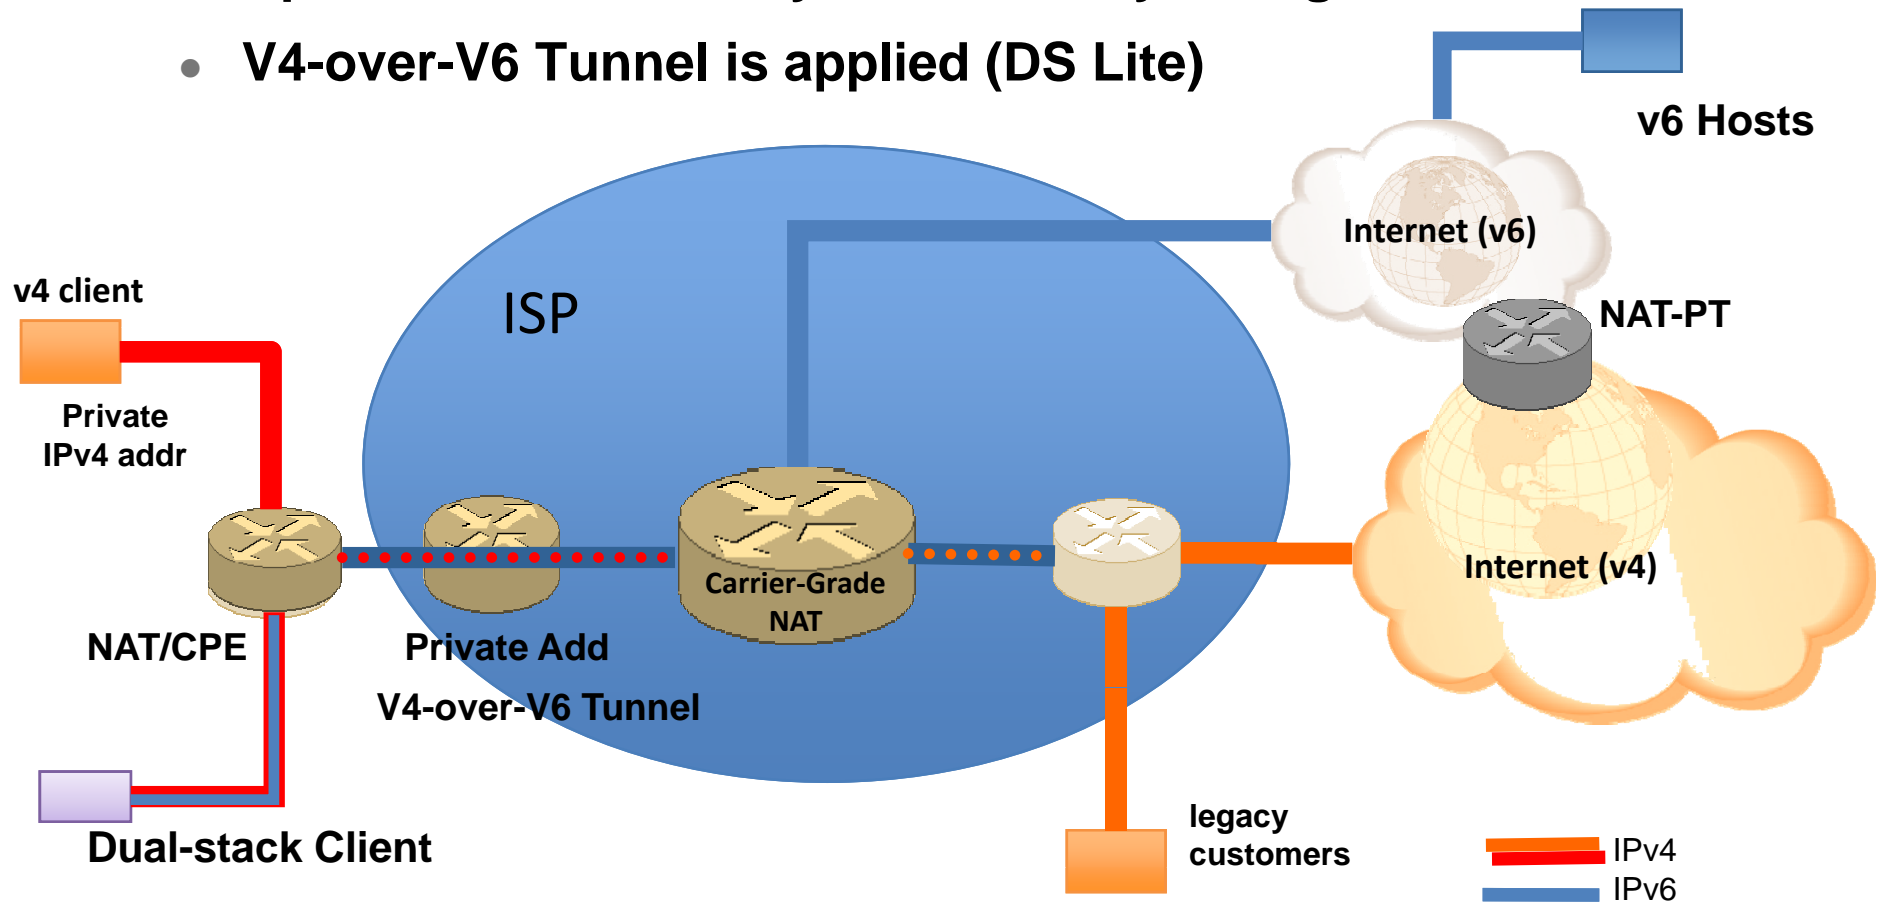 V4-over-V6 Tunnel is applied (DS Lite)
v6 Hosts
Internet (v6)
v4 client
ISP
NAT-PT
Private
IPv4 addr
Internet (v4)
Carrier-Grade
NAT
NAT/CPE
Private Add
V4-over-V6 Tunnel
legacy
customers
Dual-stack Client
IPv4
IPv6